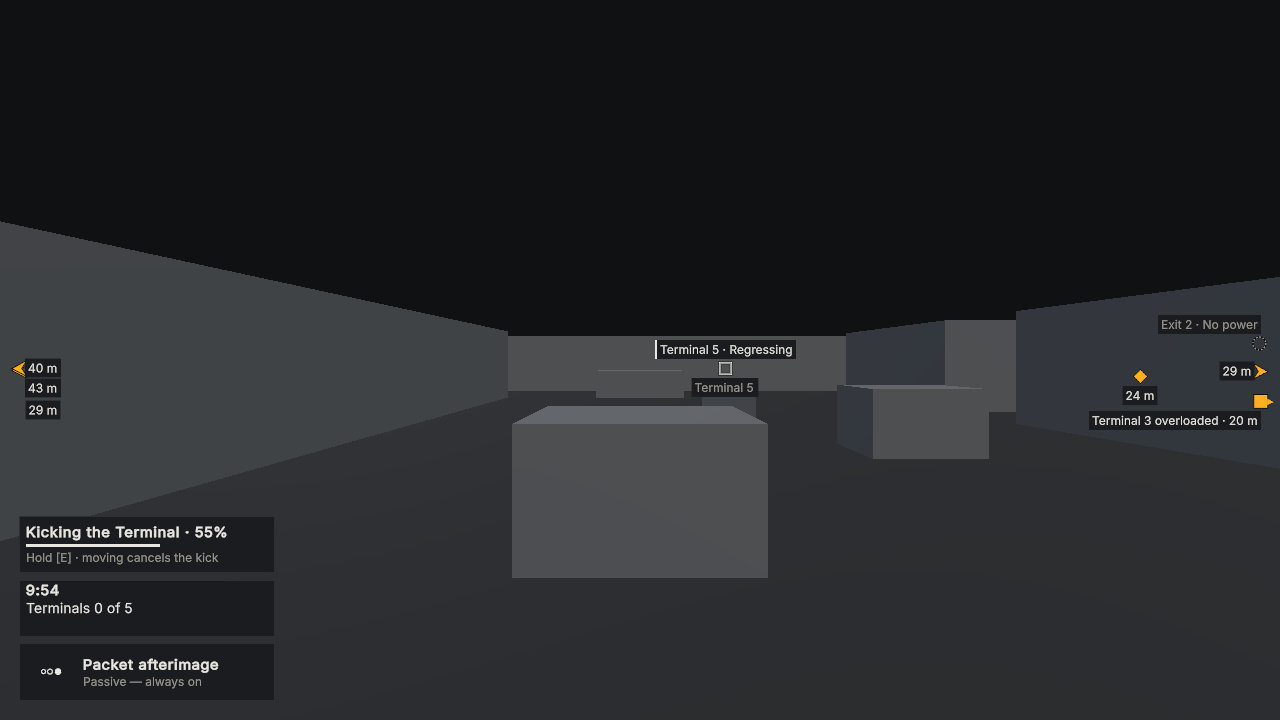 Exit 2 · No power
Terminal 5 · Regressing
40 m
29 m
Terminal 5
43 m
24 m
29 m
Terminal 3 overloaded · 20 m
Kicking the Terminal · 55%
Hold [E] · moving cancels the kick
9:54
Terminals 0 of 5
Packet afterimage
Passive — always on